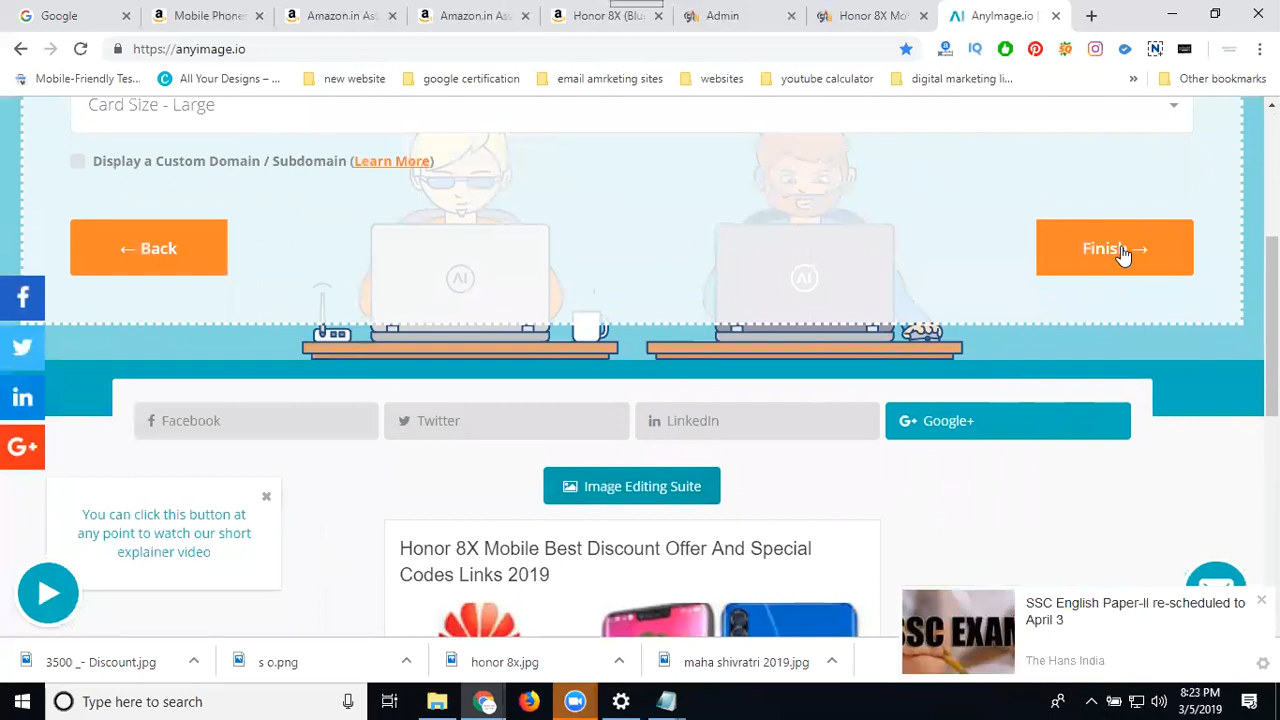 Google
Mobile Phone
Amazon.in As
Amazon.in As
Honor 8X (Blu
Admin
Honor 8X Mo
AnyImage.io |
https://anyimage.io
Mobile-Friendly Tes...
All Your Designs – ...
new website
google certification
email amrketing sites
websites
youtube calculator
digital marketing li...
»
Other bookmarks
Card Size - Large
Display a Custom Domain / Subdomain (Learn More)
← Back
Finish →
AI
AI
Facebook
Twitter
LinkedIn
G+ Google+
Image Editing Suite
You can click this button at
any point to watch our short
explainer video
Honor 8X Mobile Best Discount Offer And Special
Codes Links 2019
SSC EXAM
SSC English Paper-II re-scheduled to
April 3
The Hans India
3500 _- Discount.jpg
s o.png
honor 8x.jpg
maha shivratri 2019.jpg
Type here to search
8:23 PM
3/5/2019